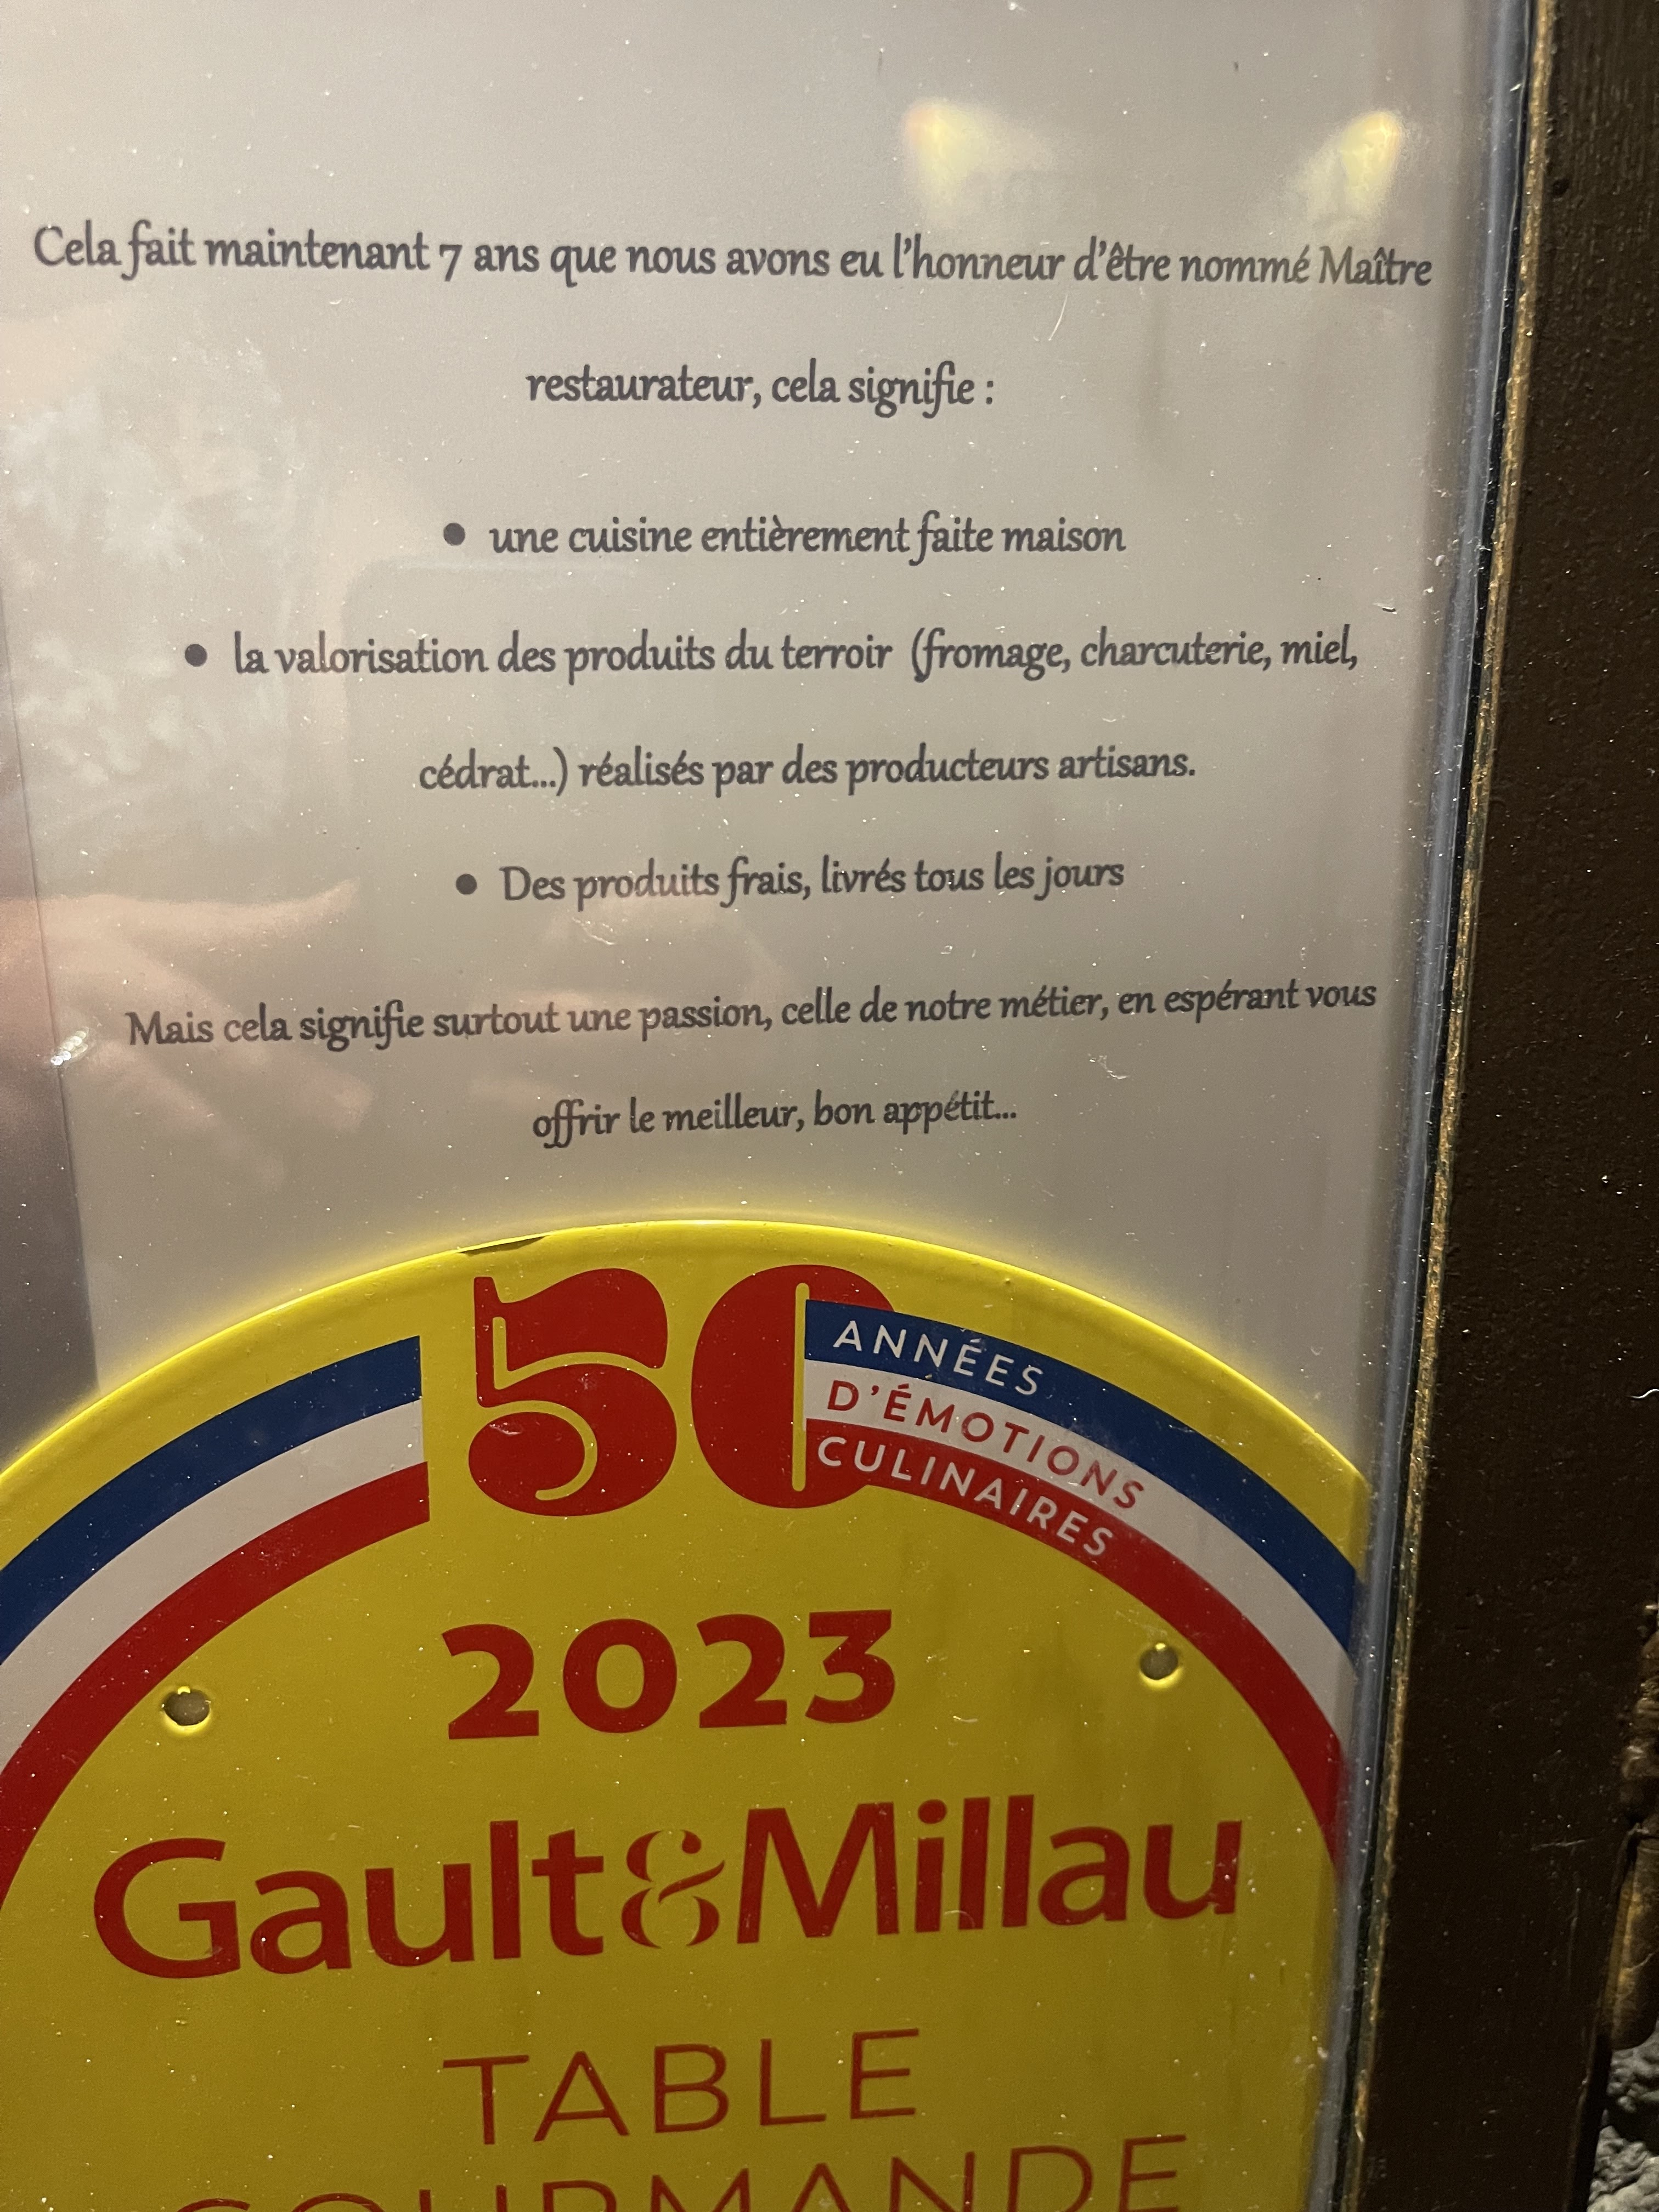 Cela fait maintenant 7 ans que nous avons eu l'honneur d'être nommé Maître
restaurateur, cela signifie :
• une cuisine entièrement faite maison
• la valorisation des produits du terroir (fromage, charcuterie, miel,
cédrat...) réalisés par des producteurs artisans.
• Des produits frais, livrés tous les jours
Mais cela signifie surtout une passion, celle de notre métier, en espérant vous
offrir le meilleur, bon appétit...
50
ANNÉES
D'ÉMOTIONS
CULINAIRES
2023
Gault&Millau
TABLE
GOURMANDE